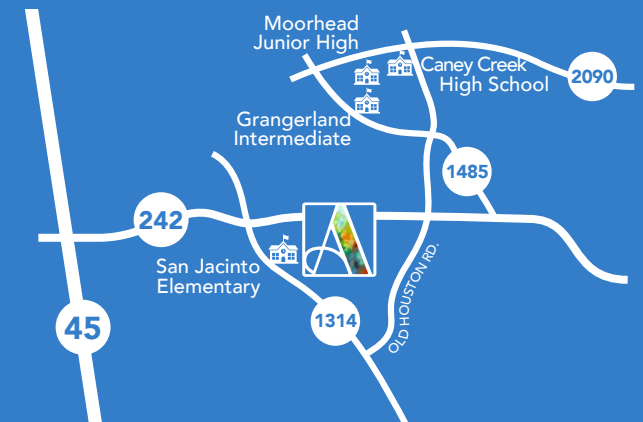 Moorhead
Junior High
Caney Creek
High School
2090
Grangerland
Intermediate
1485
242
San Jacinto
Elementary
1314
45
OLD HOUSTON RD.